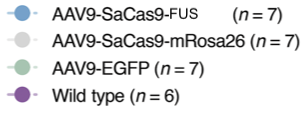 AAV9-SaCas9-FUS (n = 7)
AAV9-SaCas9-mRosa26 (n = 7)
AAV9-EGFP (n = 7)
Wild type (n = 6)